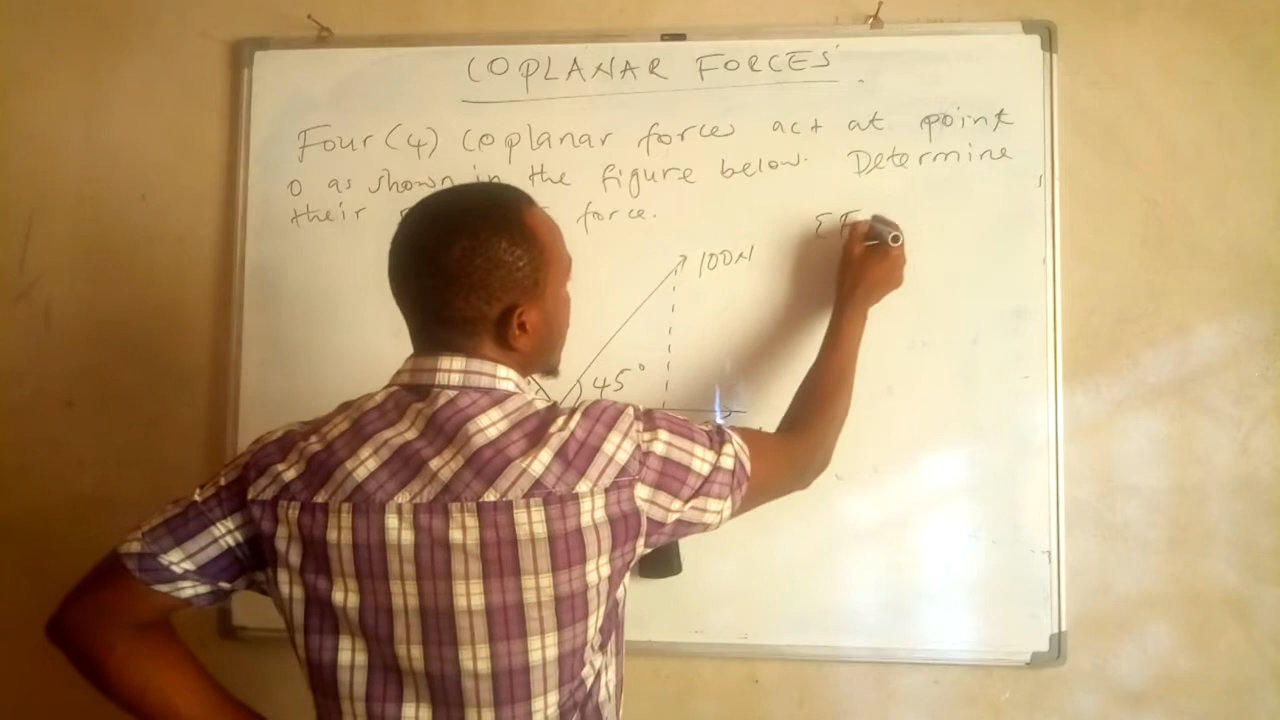 COPLANAR FORCES
Four (4) coplanar forces act at point
O as shown in the figure below. Determine
their force.
ΣF
100N
45°